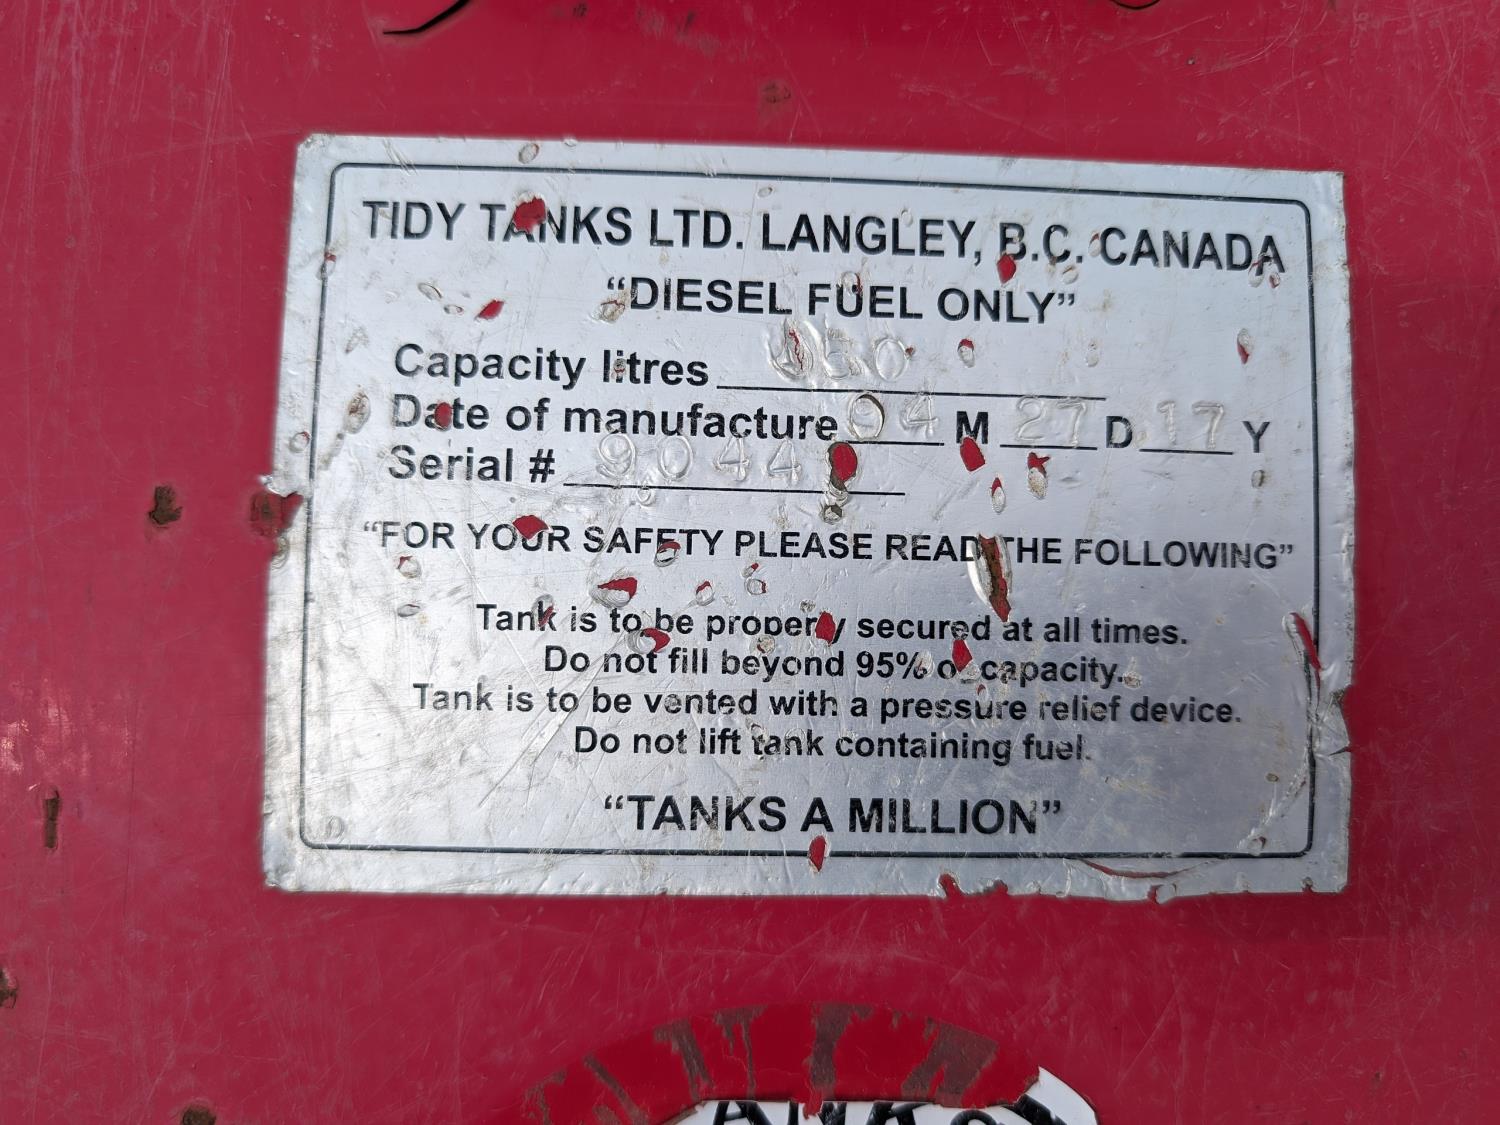 TIDY TANKS LTD. LANGLEY, B.C. CANADA
“DIESEL FUEL ONLY”
Capacity litres
Date of manufacture 04 M 27 D 17 Y
Serial # 9044
“FOR YOUR SAFETY PLEASE READ THE FOLLOWING”
Tank is to be properly secured at all times.
Do not fill beyond 95% of capacity.
Tank is to be vented with a pressure relief device.
Do not lift tank containing fuel.
“TANKS A MILLION”